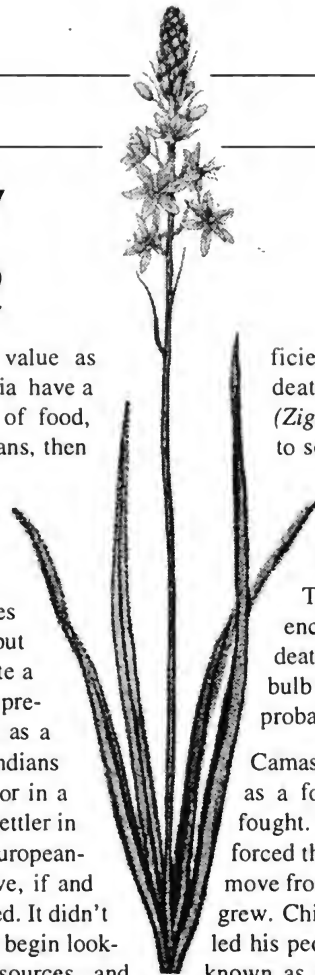 value as
ia have a
of food,
ans, then
es
out
te a
pre-
as a
ndians
or in a
ettler in
uropean-
ve, if and
ed. It didn't
begin look-
sources, and
ficie
death
(Zig
to s
T
enc
death
bulb
proba
Camas
as a fo
fought.
forced th
move fro
grew. Chi
led his peo
known as